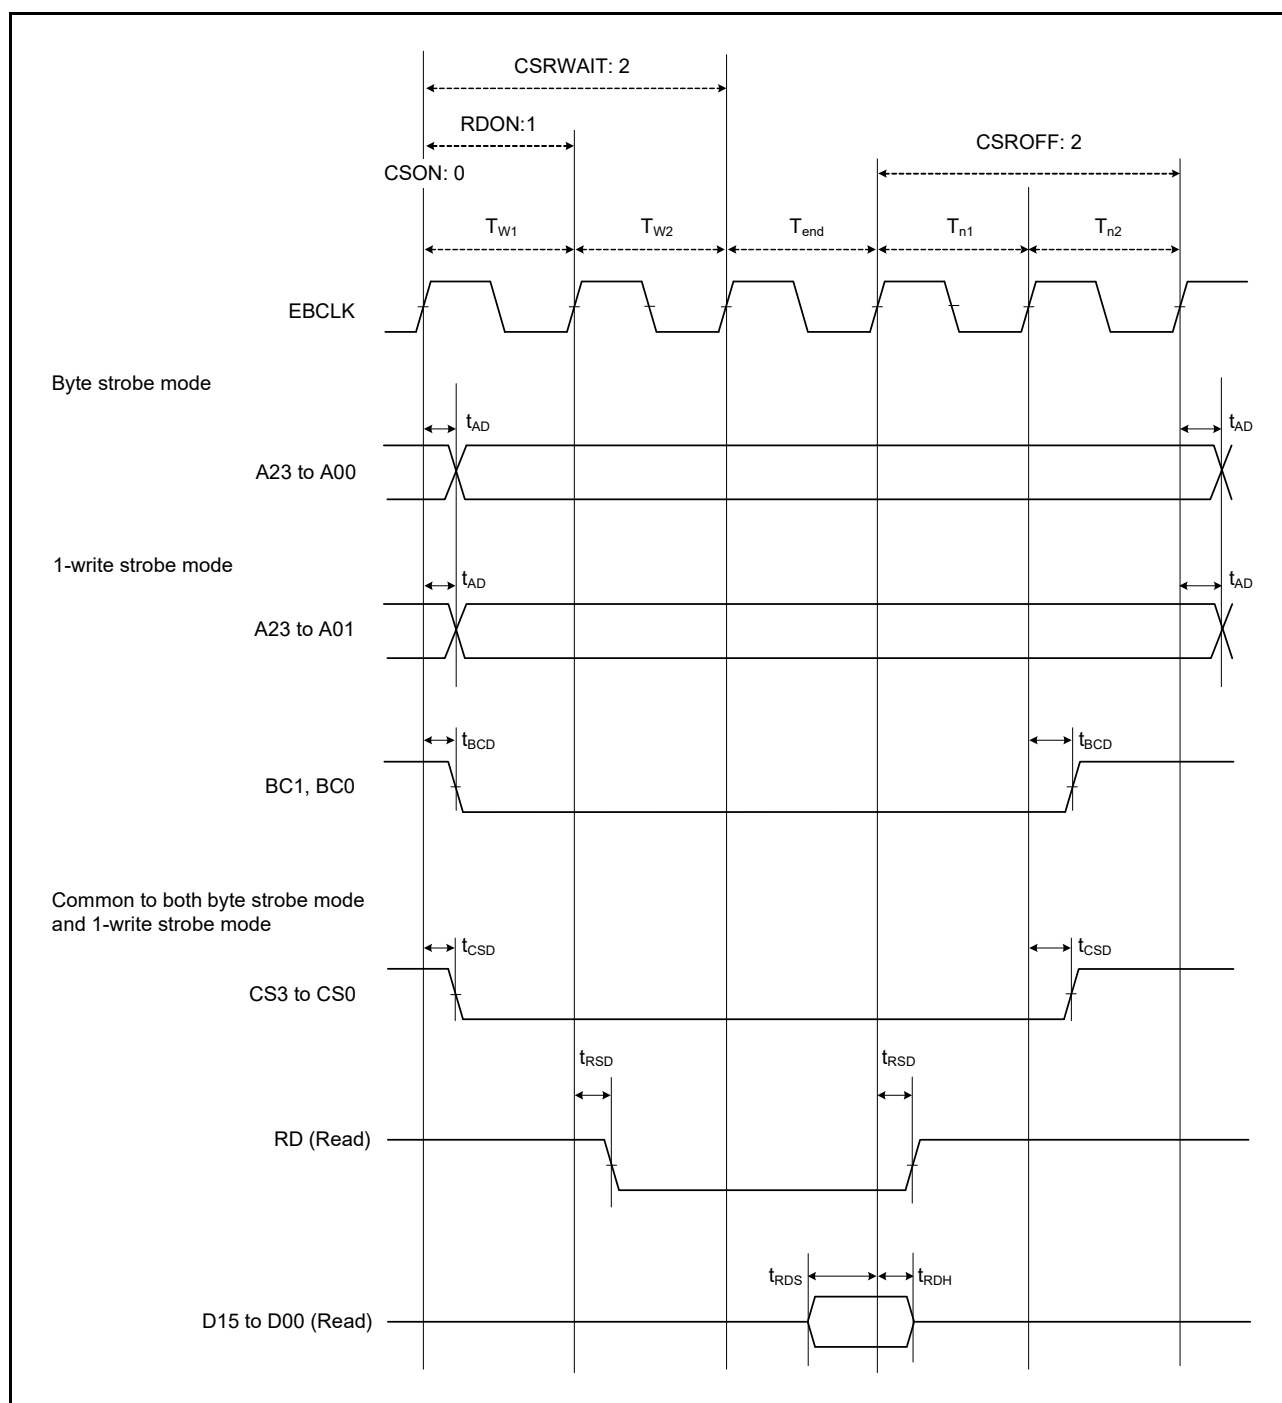 CSRWAIT: 2
RDON:1
CSROFF: 2
CSON: 0
TW1 TW2 Tend Tn1 Tn2
EBCLK
Byte strobe mode
tAD tAD
A23 to A00
1-write strobe mode
tAD tAD
A23 to A01
tBCD tBCD
BC1, BC0
Common to both byte strobe mode
and 1-write strobe mode
tCSD tCSD
CS3 to CS0
tRSD tRSD
RD (Read)
tRDS tRDH
D15 to D00 (Read)